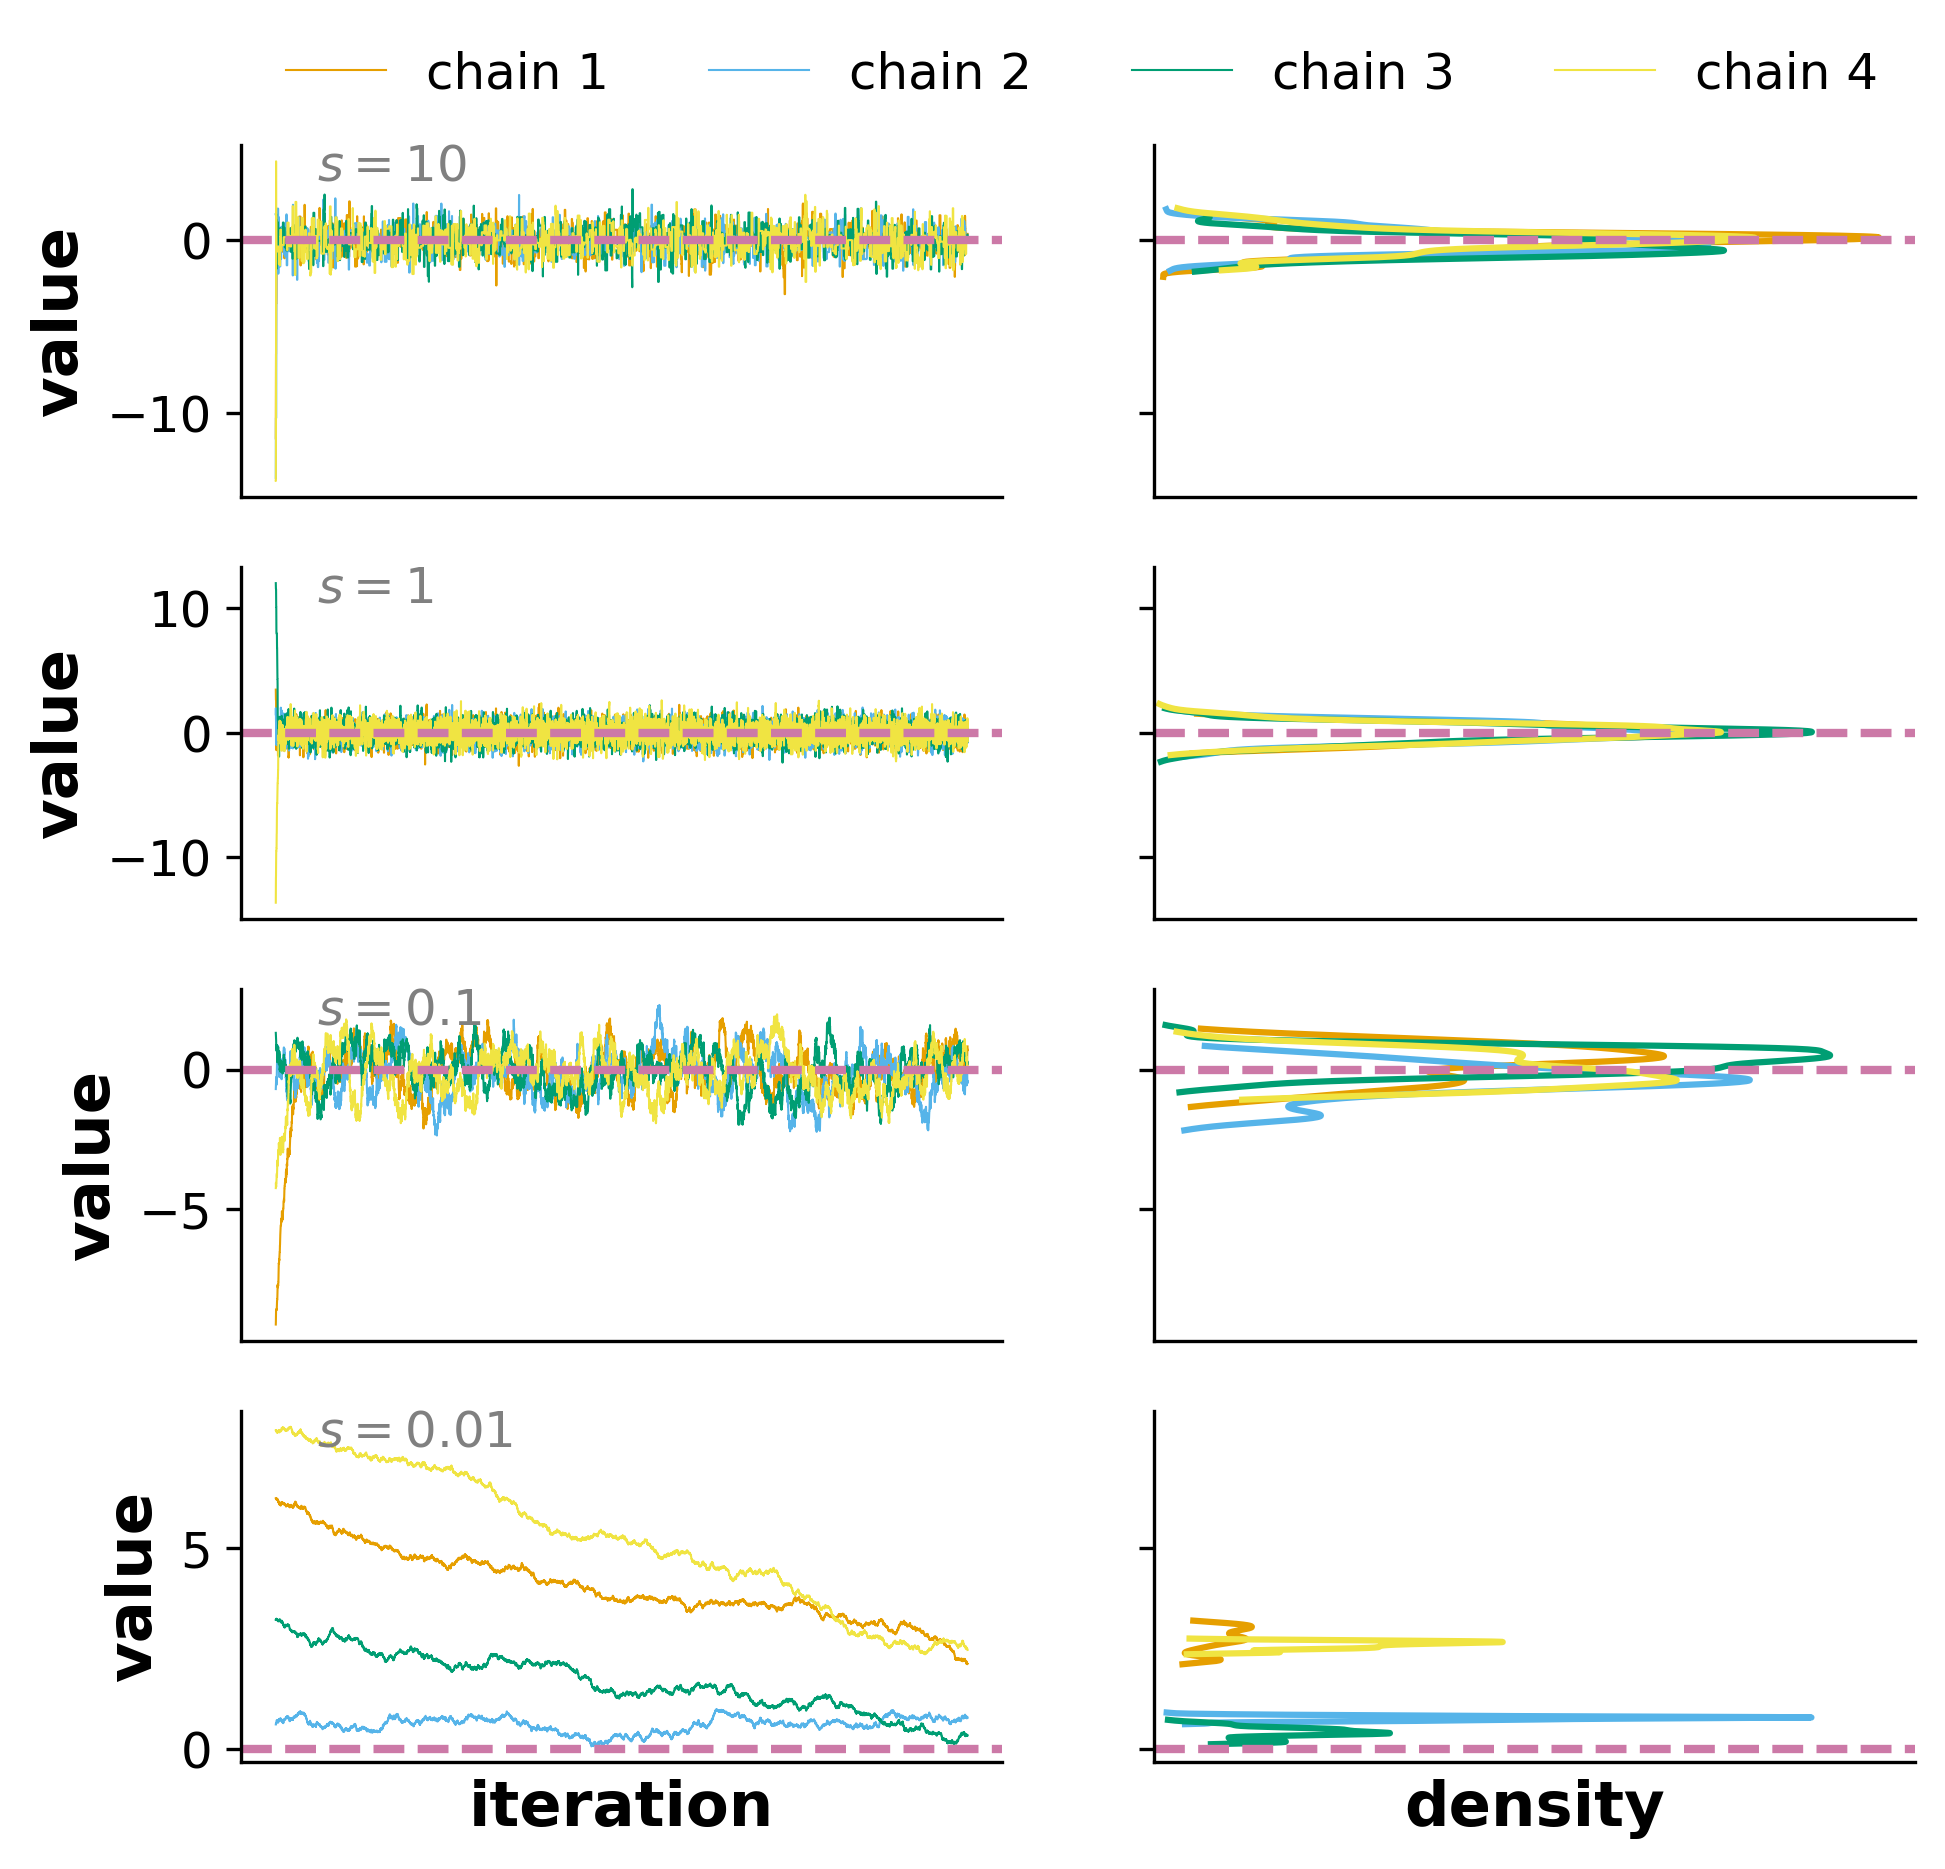 chain 1 chain 2 chain 3 chain 4
s = 10
value
0
−10
s = 1
value
10
0
−10
s = 0.1
value
0
−5
s = 0.01
value
5
0
iteration density